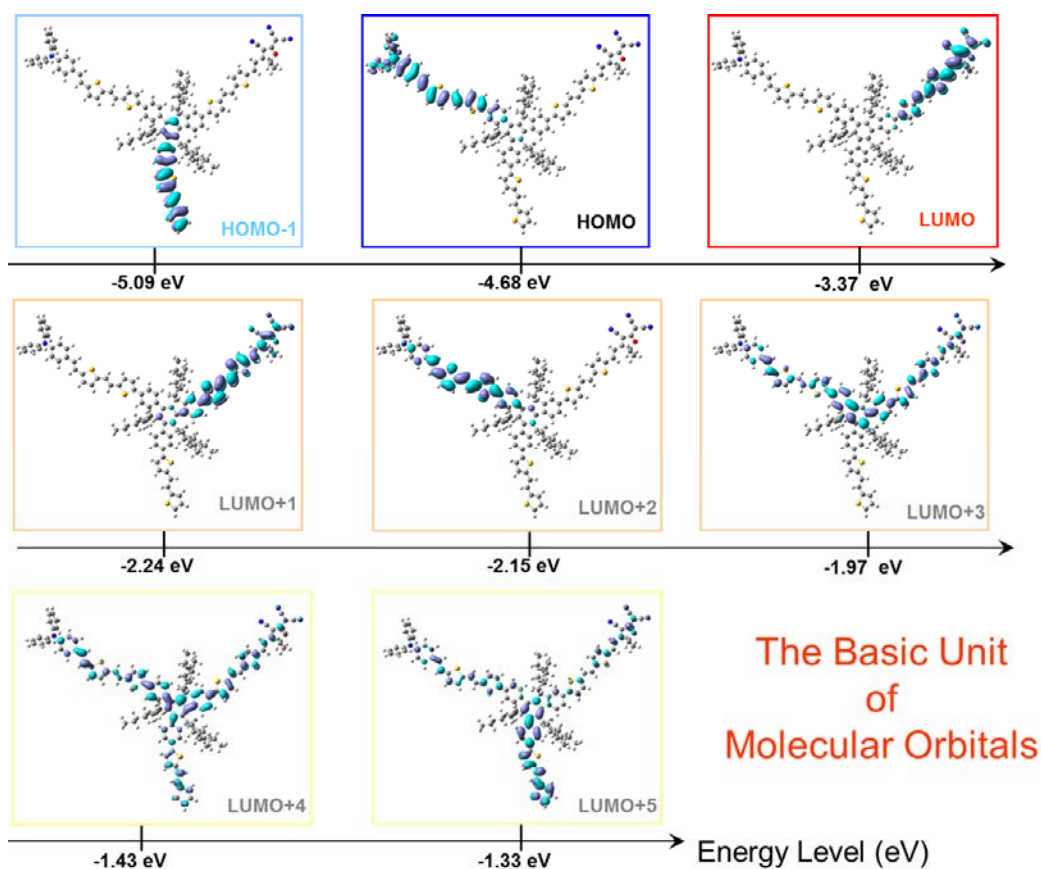 HOMO-1
HOMO
LUMO
-5.09 eV
-4.68 eV
-3.37 eV
LUMO+1
LUMO+2
LUMO+3
-2.24 eV
-2.15 eV
-1.97 eV
LUMO+4
LUMO+5
The Basic Unit
of
Molecular Orbitals
-1.43 eV
-1.33 eV
Energy Level (eV)